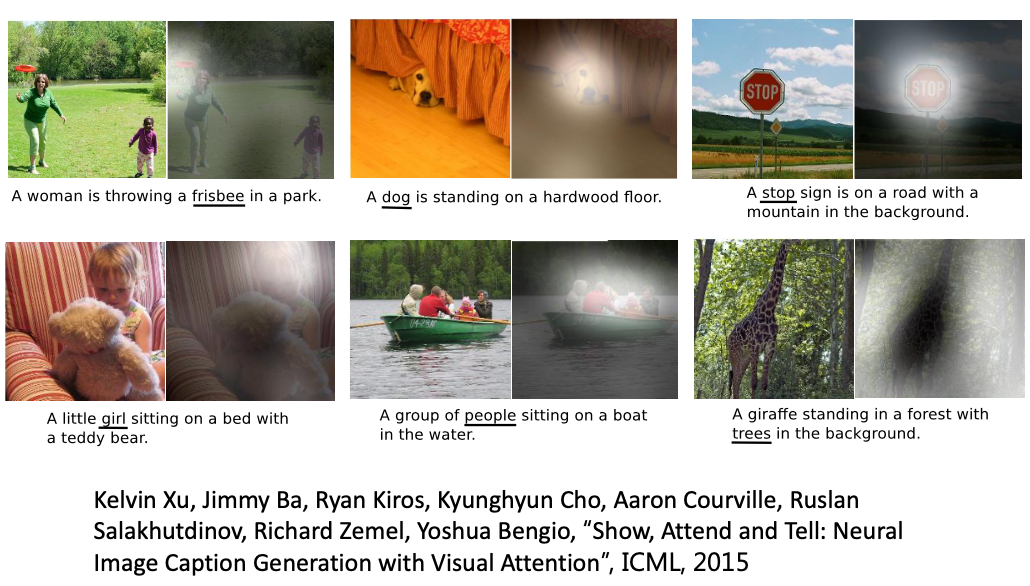 STOP
STOP
A woman is throwing a frisbee in a park.
A dog is standing on a hardwood floor.
A stop sign is on a road with a
mountain in the background.
A little girl sitting on a bed with
a teddy bear.
A group of people sitting on a boat
in the water.
A giraffe standing in a forest with
trees in the background.
Kelvin Xu, Jimmy Ba, Ryan Kiros, Kyunghyun Cho, Aaron Courville, Ruslan
Salakhutdinov, Richard Zemel, Yoshua Bengio, “Show, Attend and Tell: Neural
Image Caption Generation with Visual Attention”, ICML, 2015